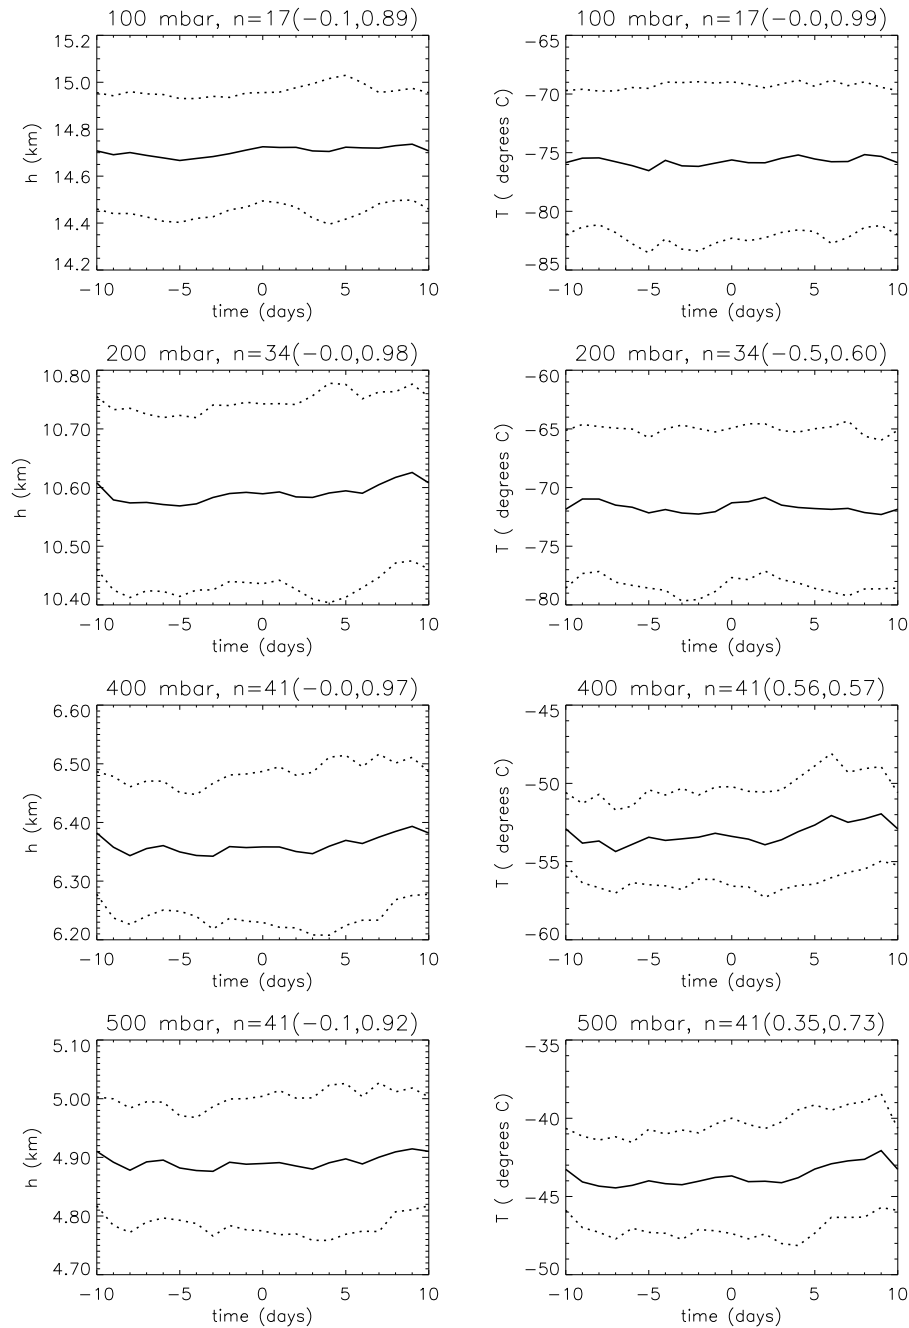 100 mbar, n=17(−0.1,0.89)
h (km)
15.2
15.0
14.8
14.6
14.4
14.2
−10 −5 0 5 10
time (days)
100 mbar, n=17(−0.0,0.99)
T ( degrees C)
−65
−70
−75
−80
−85
−10 −5 0 5 10
time (days)
200 mbar, n=34(−0.0,0.98)
h (km)
10.80
10.70
10.60
10.50
10.40
−10 −5 0 5 10
time (days)
200 mbar, n=34(−0.5,0.60)
T ( degrees C)
−60
−65
−70
−75
−80
−10 −5 0 5 10
time (days)
400 mbar, n=41(−0.0,0.97)
h (km)
6.60
6.50
6.40
6.30
6.20
−10 −5 0 5 10
time (days)
400 mbar, n=41(0.56,0.57)
T ( degrees C)
−45
−50
−55
−60
−10 −5 0 5 10
time (days)
500 mbar, n=41(−0.1,0.92)
h (km)
5.10
5.00
4.90
4.80
4.70
−10 −5 0 5 10
time (days)
500 mbar, n=41(0.35,0.73)
T ( degrees C)
−35
−40
−45
−50
−10 −5 0 5 10
time (days)